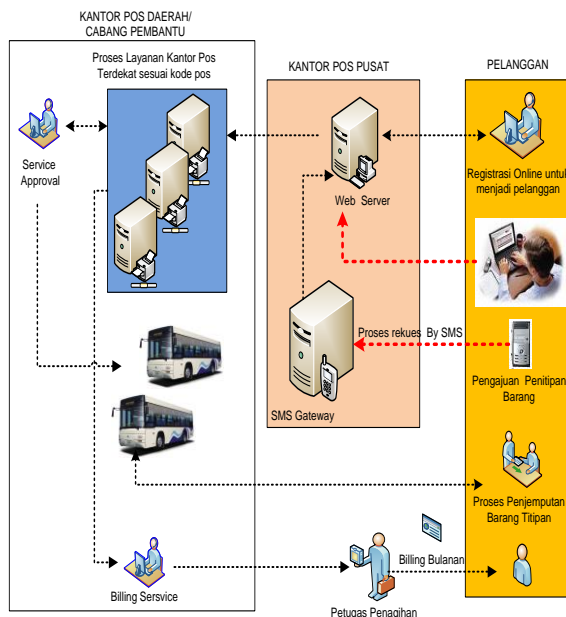 KANTOR POS DAERAH/
CABANG PEMBANTU
Proses Layanan Kantor Pos
Terdekat sesuai kode pos
Service
Approval
Billing Sersvice
KANTOR POS PUSAT
Web Server
Proses rekues By SMS
SMS Gateway
PELANGGAN
Registrasi Online untuk
menjadi pelanggan
Pengajuan Penitipan
Barang
Proses Penjemputan
Barang Titipan
Billing Bulanan
Petugas Penagihan